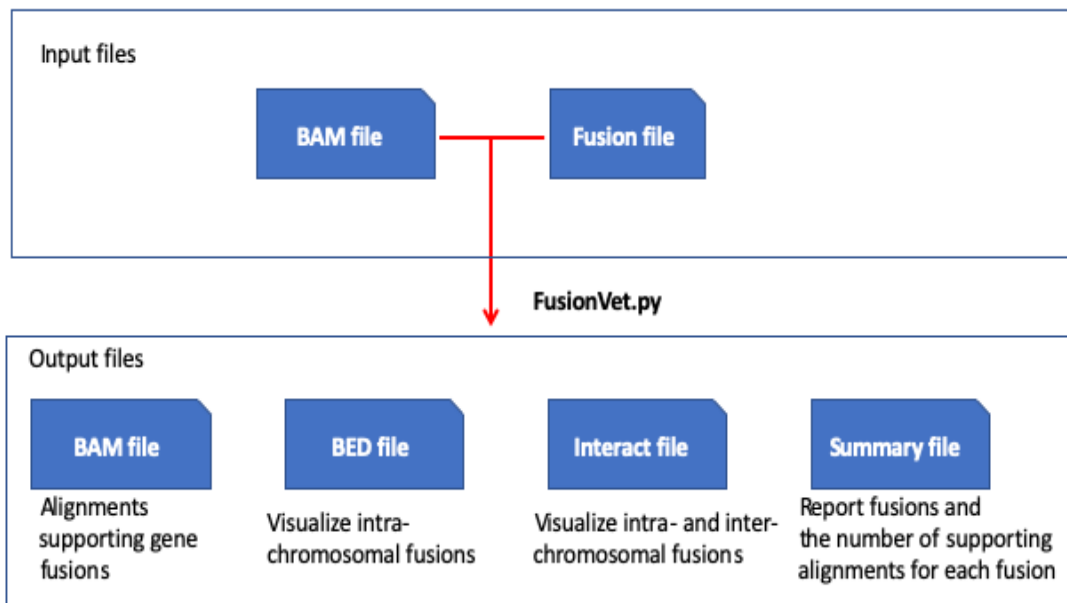 Input files
BAM file
Fusion file
FusionVet.py
Output files
BAM file
BED file
Interact file
Summary file
Alignments
supporting gene
fusions
Visualize intra-
chromosomal fusions
Visualize intra- and inter-
chromosomal fusions
Report fusions and
the number of supporting
alignments for each fusion